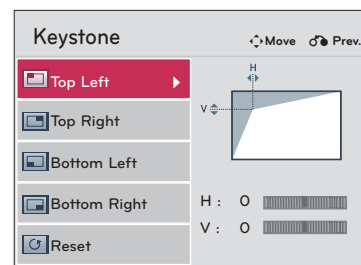 Keystone
Move Prev.
Top Left
Top Right
Bottom Left
Bottom Right
Reset
H
V
H : 0
V : 0